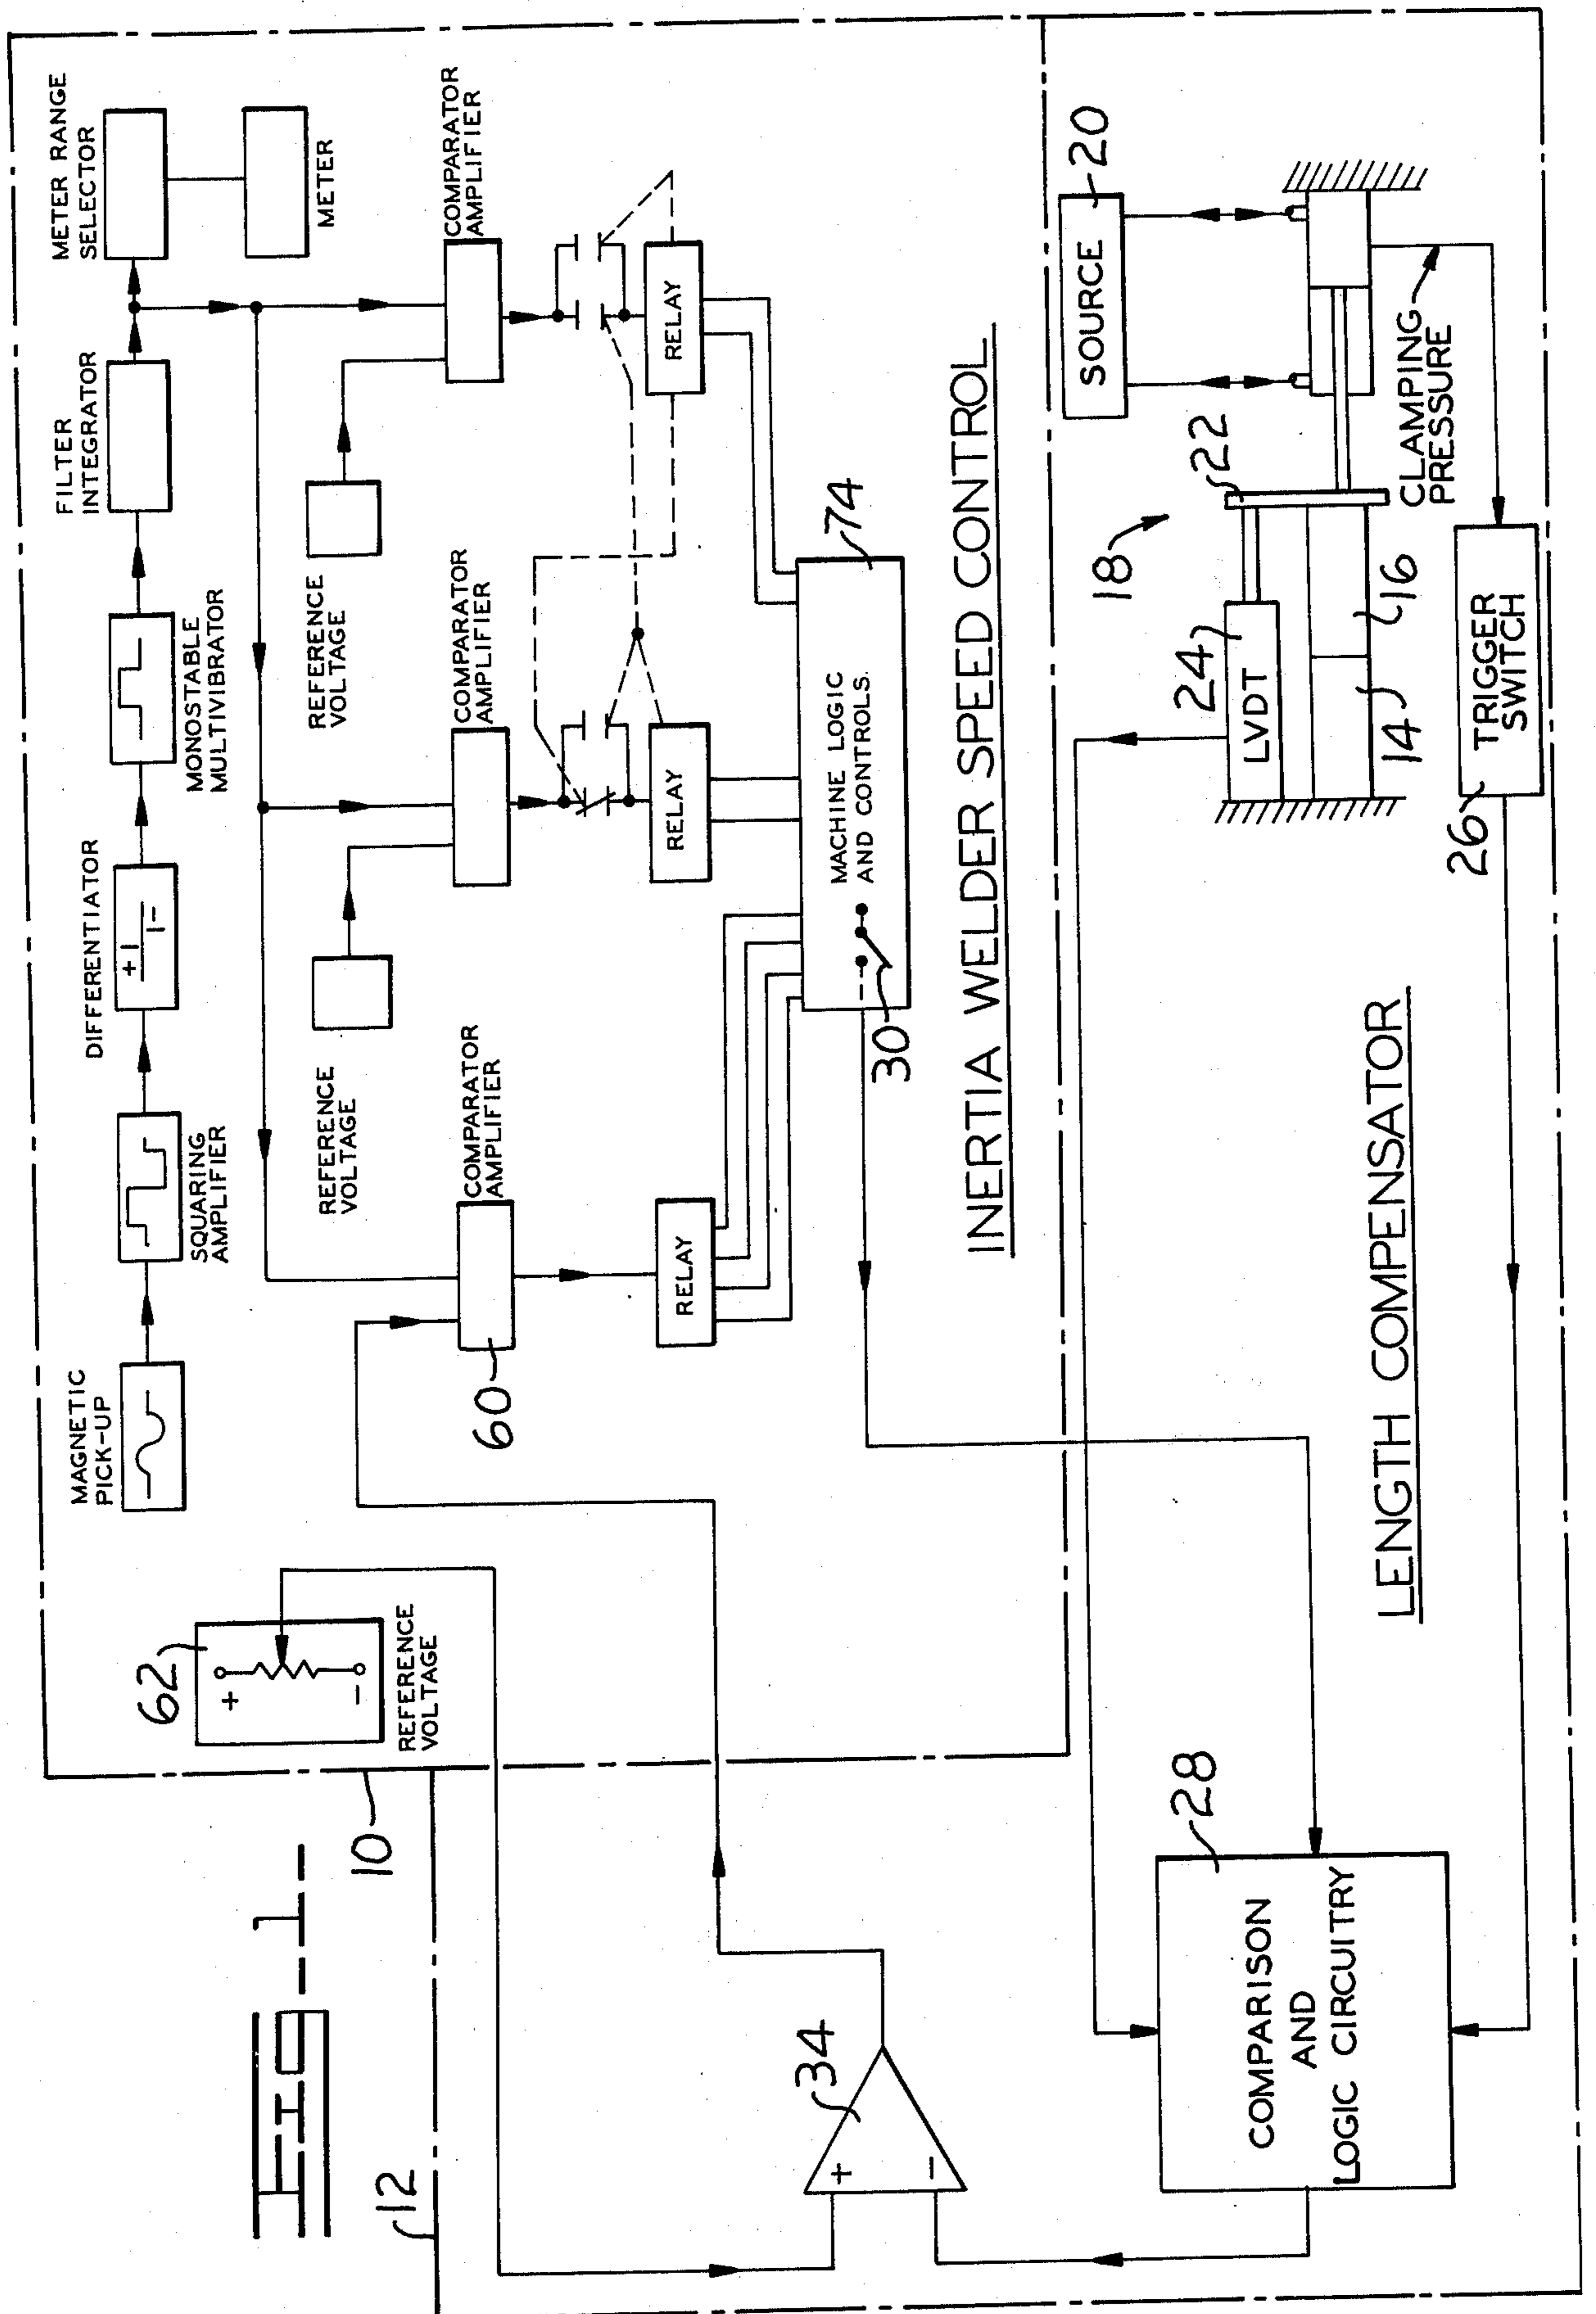 FIG_1_
12
10
62
+
-
REFERENCE
VOLTAGE
MAGNETIC
PICK-UP
SQUARING
AMPLIFIER
DIFFERENTIATOR
+
-
MONOSTABLE
MULTIVIBRATOR
FILTER
INTEGRATOR
METER RANGE
SELECTOR
METER
REFERENCE
VOLTAGE
REFERENCE
VOLTAGE
60
COMPARATOR
AMPLIFIER
COMPARATOR
AMPLIFIER
COMPARATOR
AMPLIFIER
RELAY
RELAY
RELAY
MACHINE LOGIC
AND CONTROLS.
74
30
INERTIA WELDER SPEED CONTROL
34
+
-
28
COMPARISON
AND
LOGIC CIRCUITRY
LENGTH COMPENSATOR
18
SOURCE
20
22
24
LVDT
14
16
CLAMPING
PRESSURE
TRIGGER
SWITCH
26